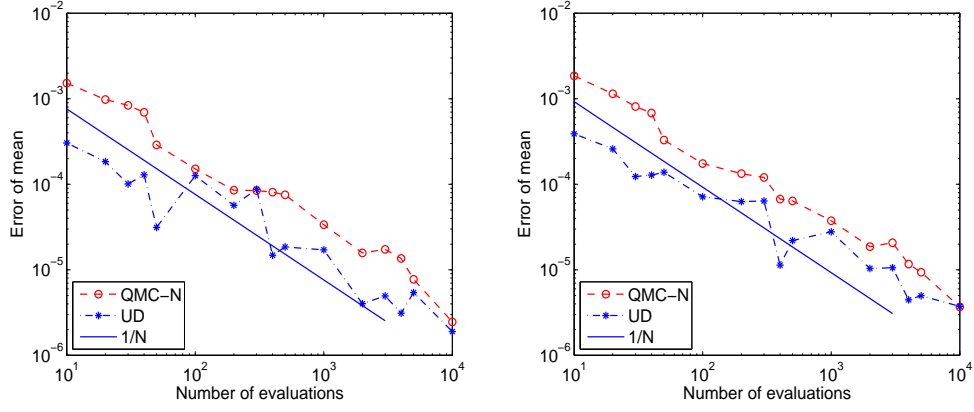 10^-2
10^-3
10^-4
10^-5
10^-6
Error of mean
QMC-N
UD
1/N
10^1
10^2
10^3
10^4
Number of evaluations
10^-2
10^-3
10^-4
10^-5
10^-6
Error of mean
QMC-N
UD
1/N
10^1
10^2
10^3
10^4
Number of evaluations